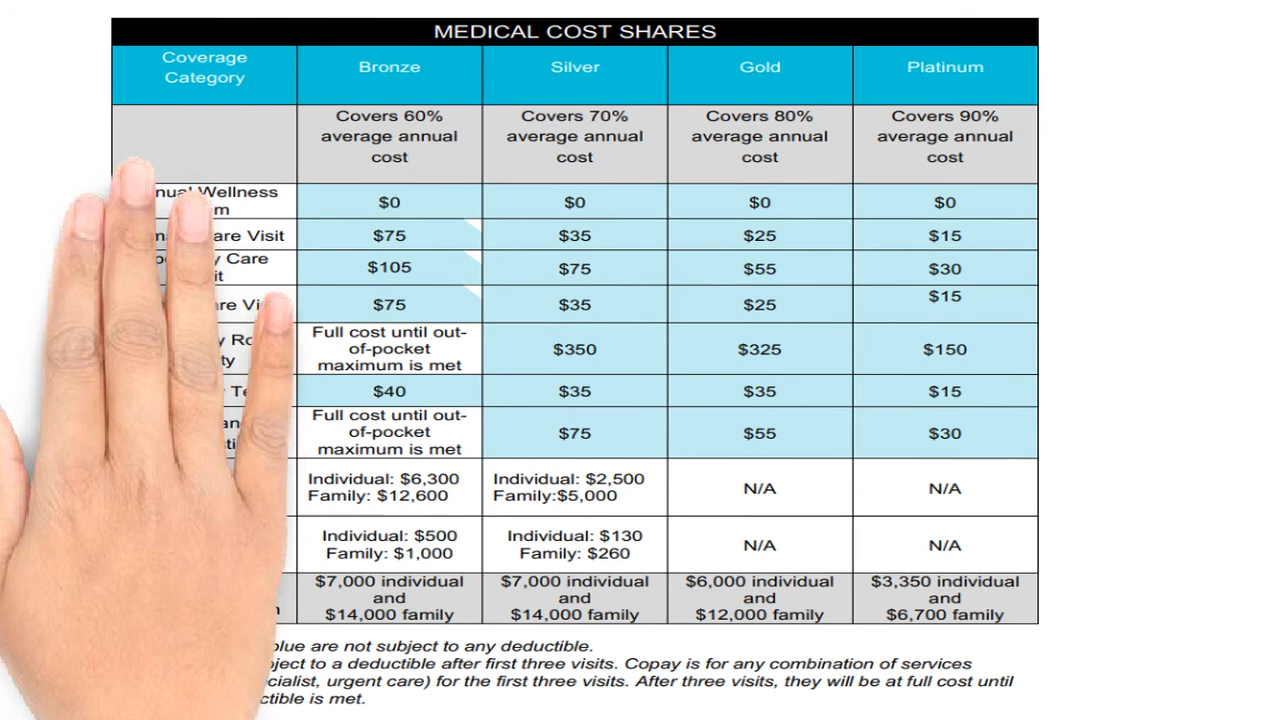 MEDICAL COST SHARES
Coverage
Category
Bronze
Silver
Gold
Platinum
Covers 60%
average annual
cost
Covers 70%
average annual
cost
Covers 80%
average annual
cost
Covers 90%
average annual
cost
Wellness
$0
$0
$0
$0
Visit
$75
$35
$25
$15
Care
$105
$75
$55
$30
$75
$35
$25
$15
Full cost until out-
of-pocket
maximum is met
$350
$325
$150
$40
$35
$35
$15
Full cost until out-
of-pocket
maximum is met
$75
$55
$30
Individual: $6,300
Family: $12,600
Individual: $2,500
Family:$5,000
N/A
N/A
Individual: $500
Family: $1,000
Individual: $130
Family: $260
N/A
N/A
$7,000 individual
and
$14,000 family
$7,000 individual
and
$14,000 family
$6,000 individual
and
$12,000 family
$3,350 individual
and
$6,700 family
blue are not subject to any deductible.
to a deductible after first three visits. Copay is for any combination of services
urgent care) for the first three visits. After three visits, they will be at full cost until
is met.